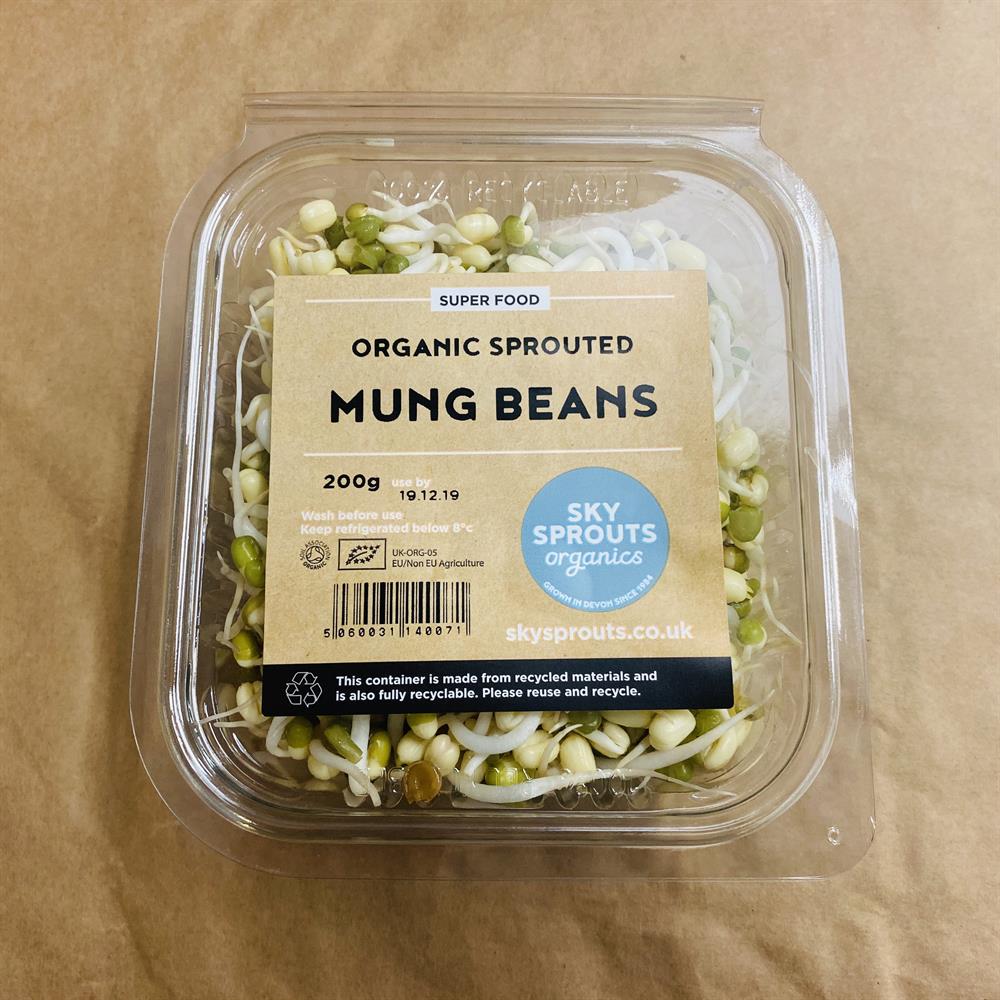 100% RECYCLABLE
SUPER FOOD
ORGANIC SPROUTED
MUNG BEANS
200g use by
19.12.19
Wash before use
Keep refrigerated below 8°c
SOIL ASSOCIATION
ORGANIC
UK-ORG-05
EU/Non EU Agriculture
5 060031 140071
SKY
SPROUTS
organics
GROWN IN DEVON SINCE 1984
skysprouts.co.uk
This container is made from recycled materials and
is also fully recyclable. Please reuse and recycle.